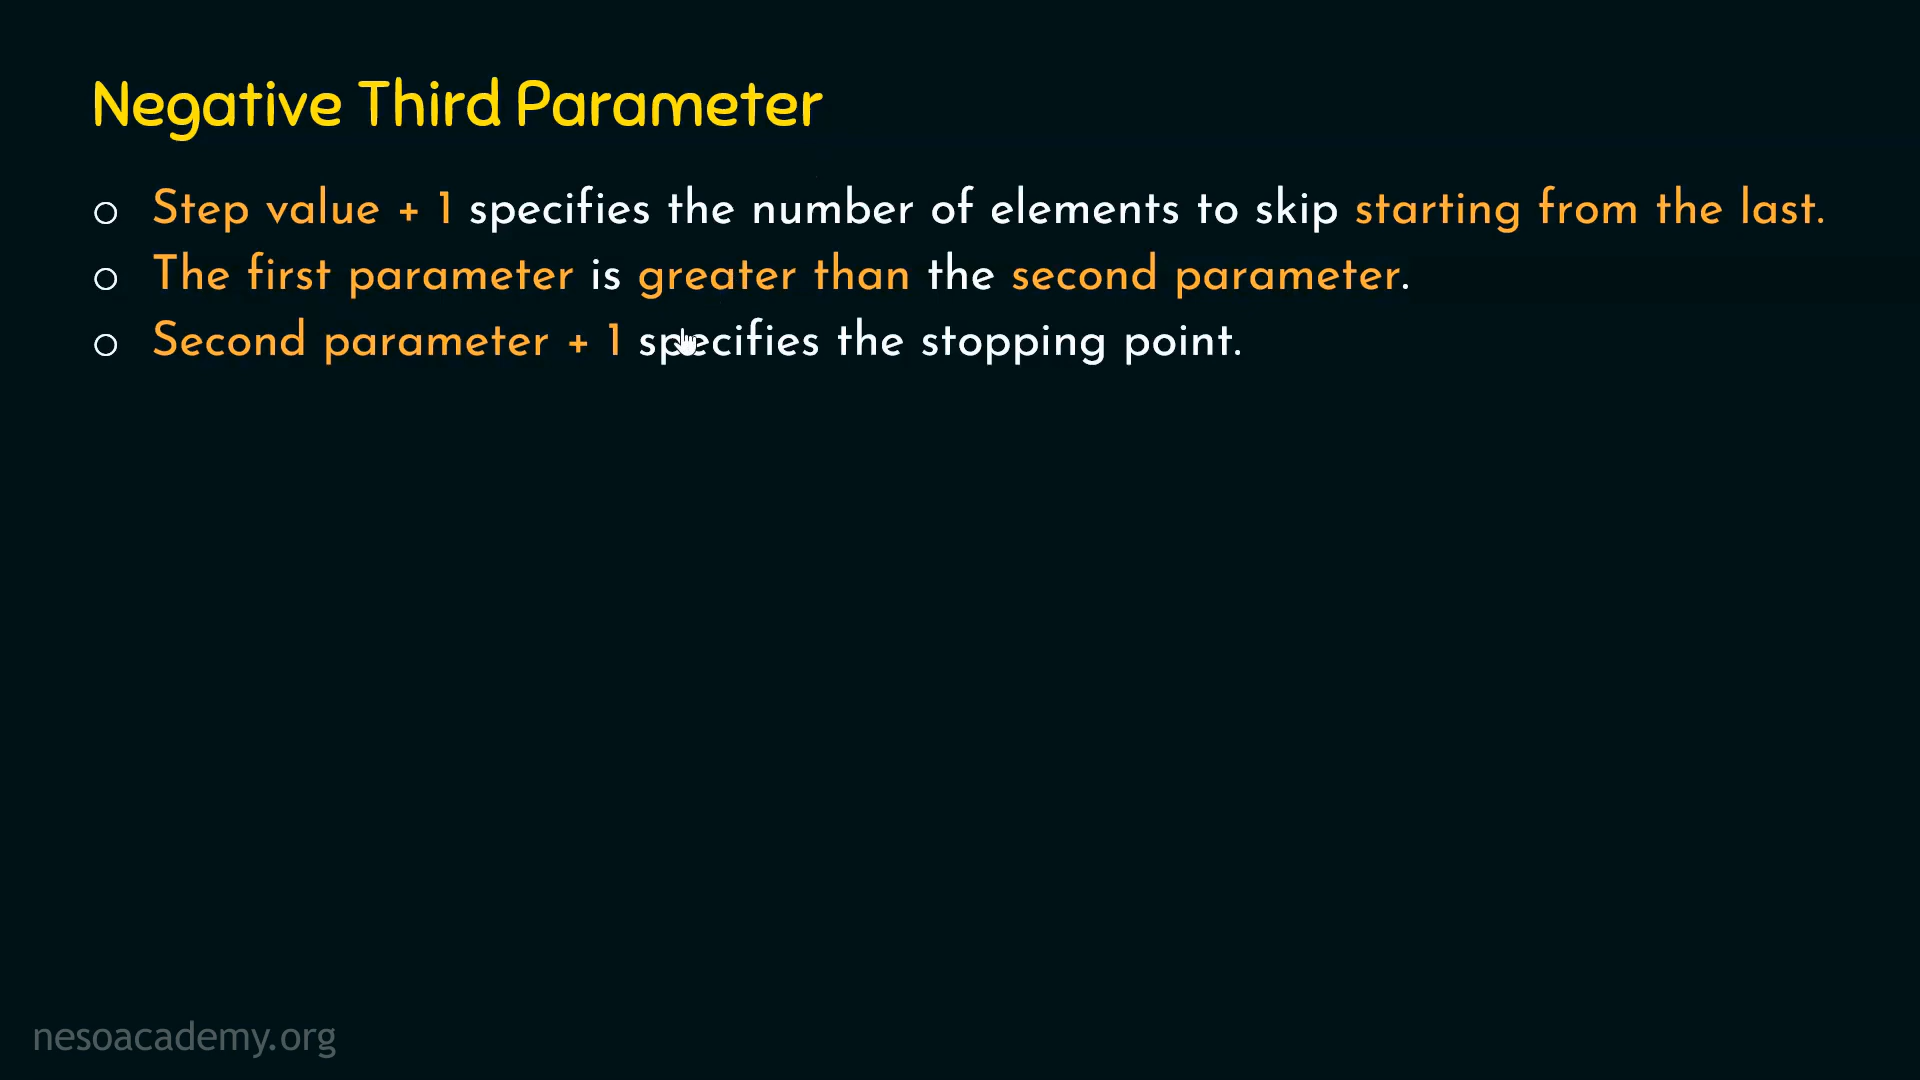 Negative Third Parameter
Step value + 1 specifies the number of elements to skip starting from the last.
The first parameter is greater than the second parameter.
Second parameter + 1 specifies the stopping point.
nesoacademy.org